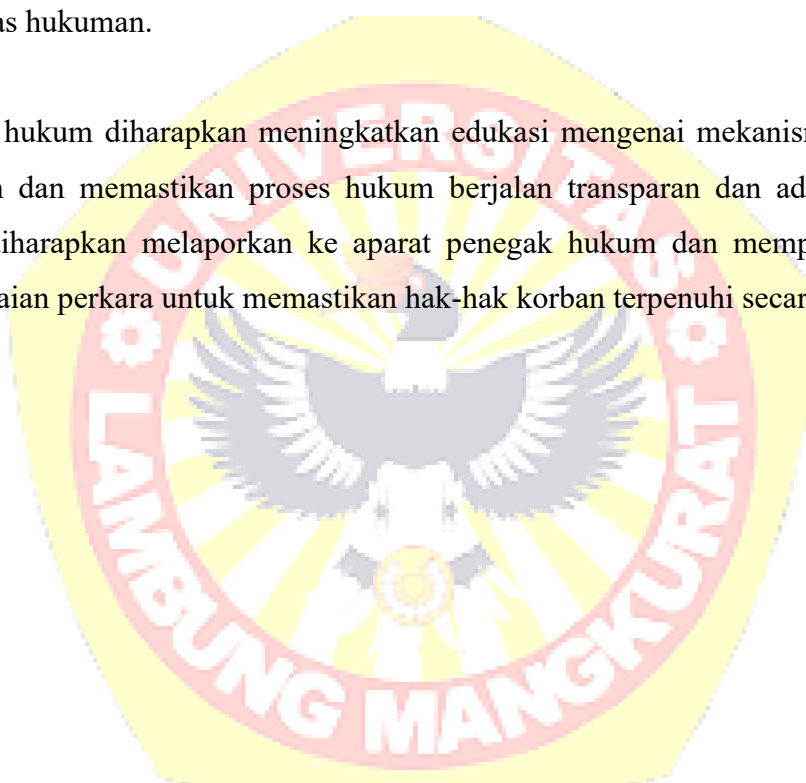 as hukuman.
hukum diharapkan meningkatkan edukasi mengenai mekanism
n dan memastikan proses hukum berjalan transparan dan ad
diharapkan melaporkan ke aparat penegak hukum dan memp
aian perkara untuk memastikan hak-hak korban terpenuhi secar
UNIVERSITAS
LAMBUNG MANGKURAT